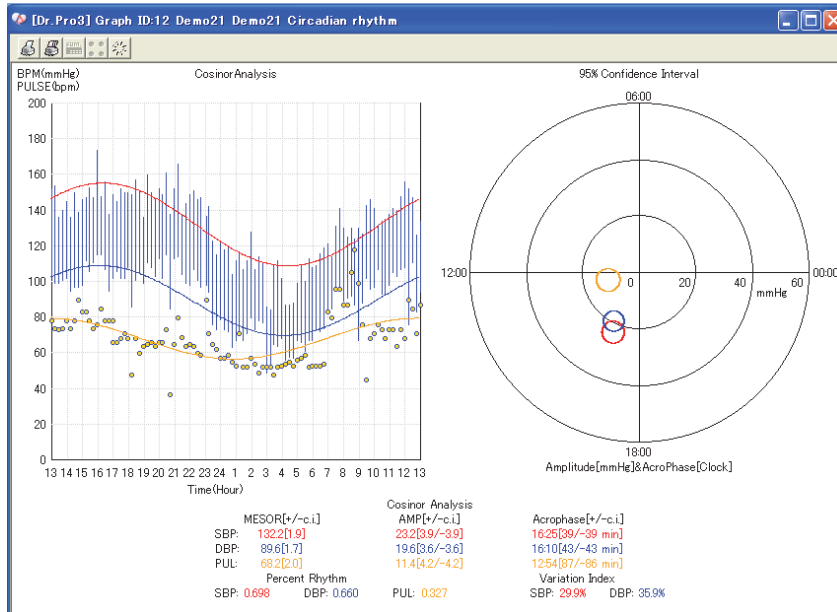 [Dr.Pro3] Graph ID:12 Demo21 Demo21 Circadian rhythm
BPM(mmHg)
PULSE(bpm)
CosinorAnalysis
95% Confidence Interval
200
180
160
140
120
100
80
60
40
20
0
13 14 15 16 17 18 19 20 21 22 23 24 1 2 3 4 5 6 7 8 9 10 11 12 13
Time(Hour)
06:00
12:00
0 20 40 60 00:00
mmHg
18:00
Amplitude[mmHg]&AcroPhase[Clock]
Cosinor Analysis
MESOR[+/-c.i.] AMP[+/-c.i.] Acrophase[+/-c.i.]
SBP: 132.2[1.9] 23.2[3.9/-3.9] 16:25[39/-39 min]
DBP: 89.6[1.7] 19.6[3.6/-3.6] 16:10[43/-43 min]
PUL: 68.2[2.0] 11.4[4.2/-4.2] 12:54[87/-86 min]
Percent Rhythm Variation Index
SBP: 0.698 DBP: 0.660 PUL: 0.327 SBP: 29.9% DBP: 35.9%